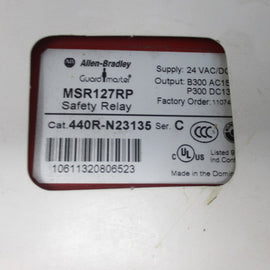 Allen-Bradley
Guardmaster
MSR127RP
Safety Relay
Supply: 24 VAC/DC
Output: B300 AC15
P300 DC13
Factory Order: 11074
Cat. 440R-N23135 Ser. C
Listed
Ind. Cont
Made in the Domin
10611320806523